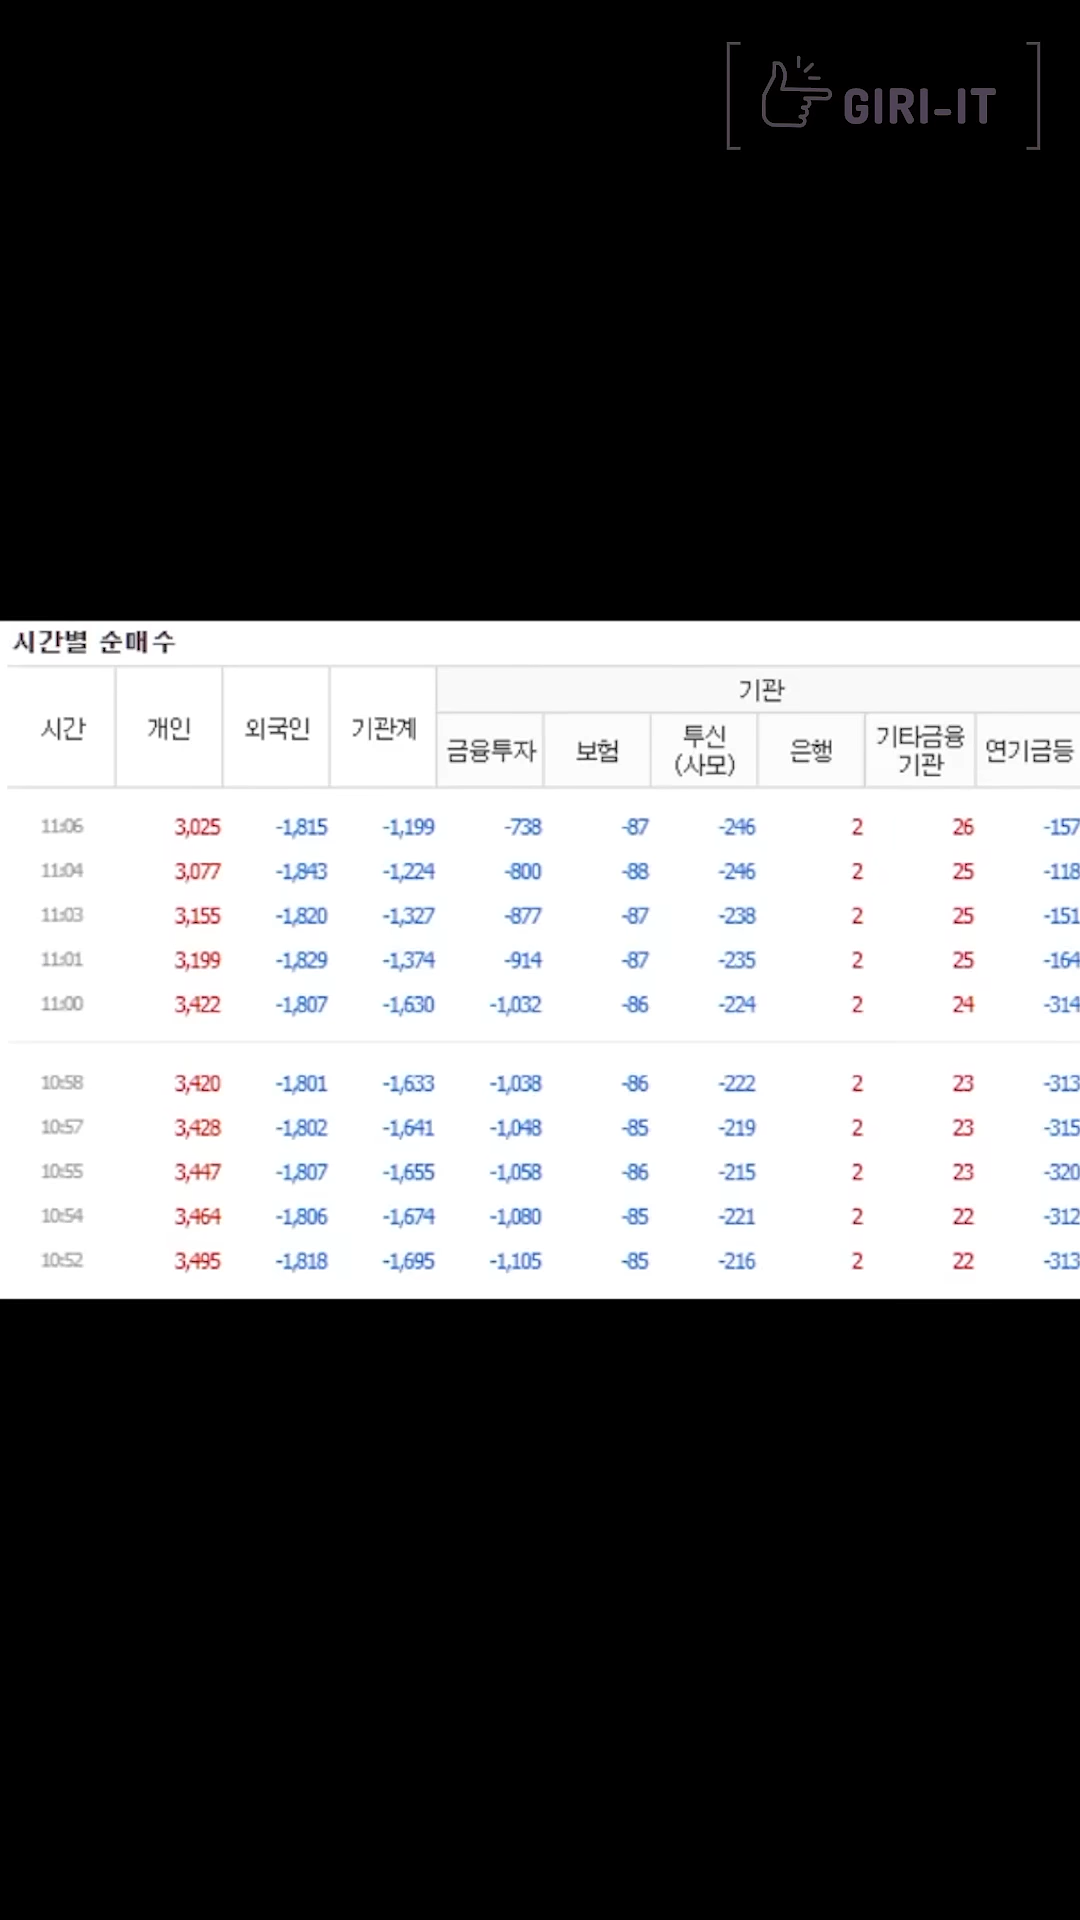 GIRI-IT
시간별 순매수
시간 개인 외국인 기관계 기관
금융투자 보험 투신(사모) 은행 기타금융기관 연기금등
11:06 3,025 -1,815 -1,199 -738 -87 -246 2 26 -157
11:04 3,077 -1,843 -1,224 -800 -88 -246 2 25 -118
11:03 3,155 -1,820 -1,327 -877 -87 -238 2 25 -151
11:01 3,199 -1,829 -1,374 -914 -87 -235 2 25 -164
11:00 3,422 -1,807 -1,630 -1,032 -86 -224 2 24 -314
10:58 3,420 -1,801 -1,633 -1,038 -86 -222 2 23 -313
10:57 3,428 -1,802 -1,641 -1,048 -85 -219 2 23 -315
10:55 3,447 -1,807 -1,655 -1,058 -86 -215 2 23 -320
10:54 3,464 -1,806 -1,674 -1,080 -85 -221 2 22 -312
10:52 3,495 -1,818 -1,695 -1,105 -85 -216 2 22 -313